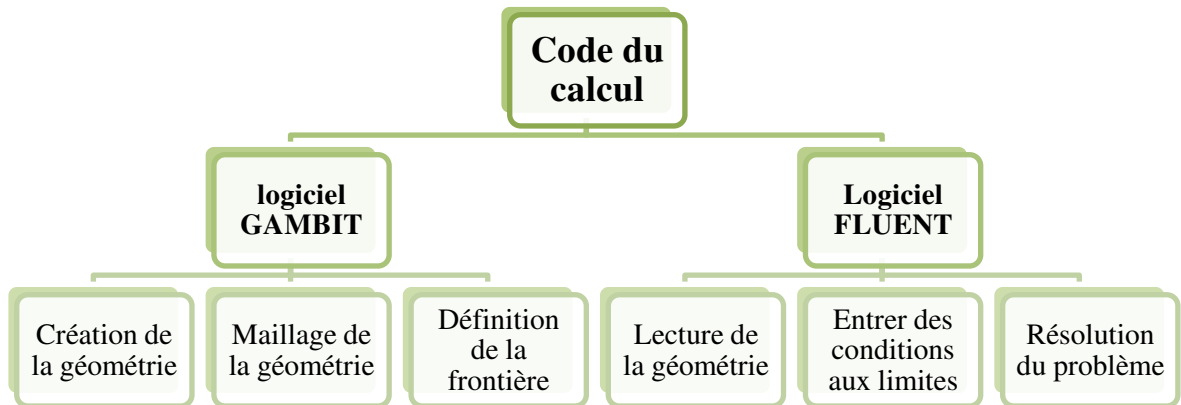 Code du
calcul
logiciel
GAMBIT
Logiciel
FLUENT
Création de
la géométrie
Maillage de
la géométrie
Définition
de la
frontière
Lecture de
la géométrie
Entrer des
conditions
aux limites
Résolution
du problème